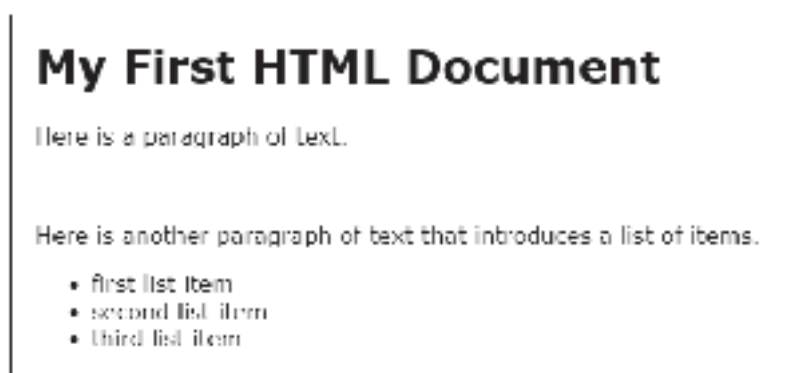 My First HTML Document
Here is a paragraph of text.
Here is another paragraph of text that introduces a list of items.
• first list item
• second list item
• third list item